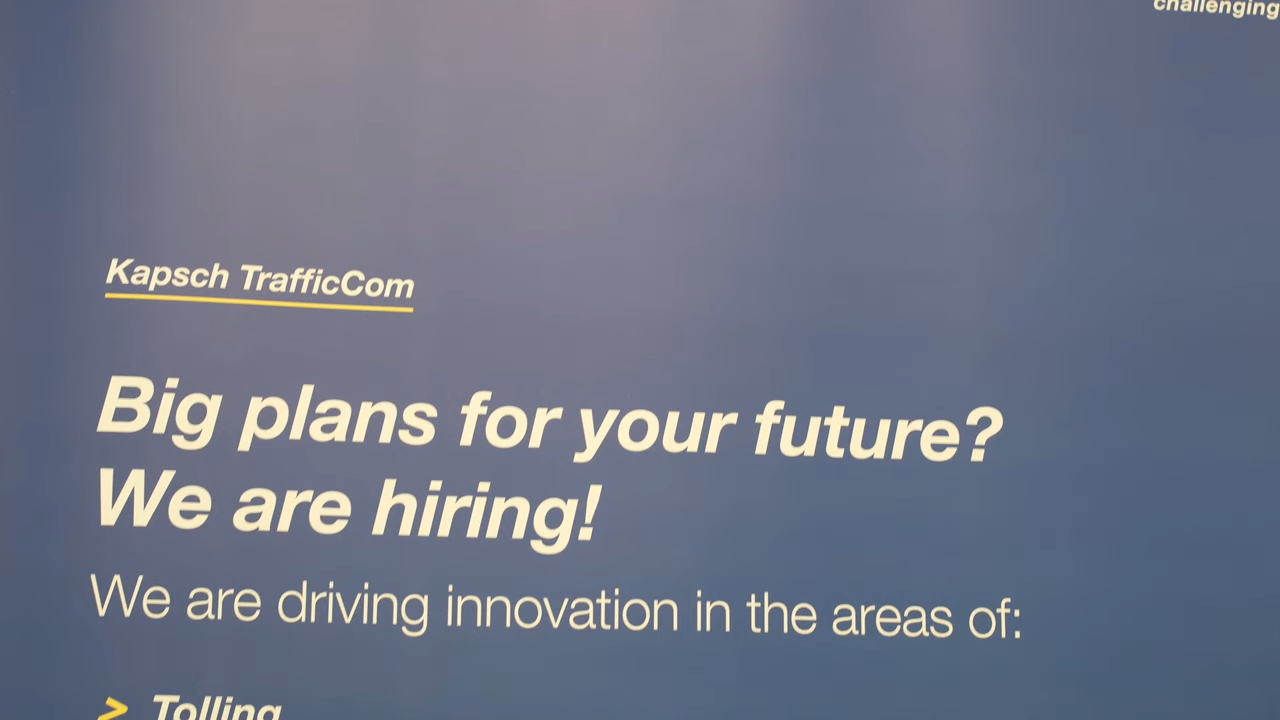 challenging
Kapsch TrafficCom
Big plans for your future?
We are hiring!
We are driving innovation in the areas of:
> Tolling